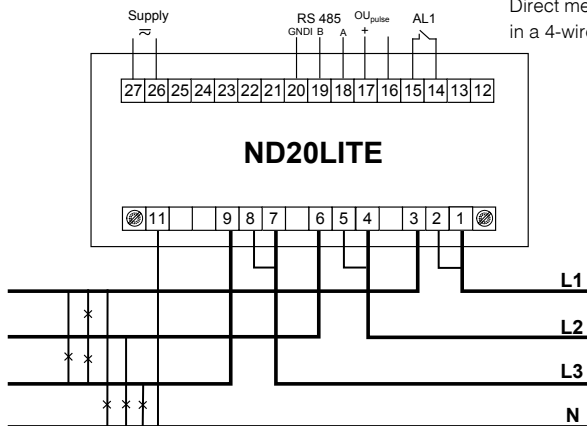 Direct me
in a 4-wir
Supply
RS 485
OUpulse
AL1
≂
GNDI B A + 
27 26 25 24 23 22 21 20 19 18 17 16 15 14 13 12
ND20LITE
11 9 8 7 6 5 4 3 2 1
L1
L2
L3
N